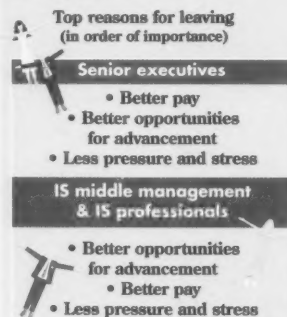 Top reasons for leaving
(in order of importance)
Senior executives
• Better pay
• Better opportunities
for advancement
• Less pressure and stress
IS middle management
& IS professionals
• Better opportunities
for advancement
• Better pay
• Less pressure and stress